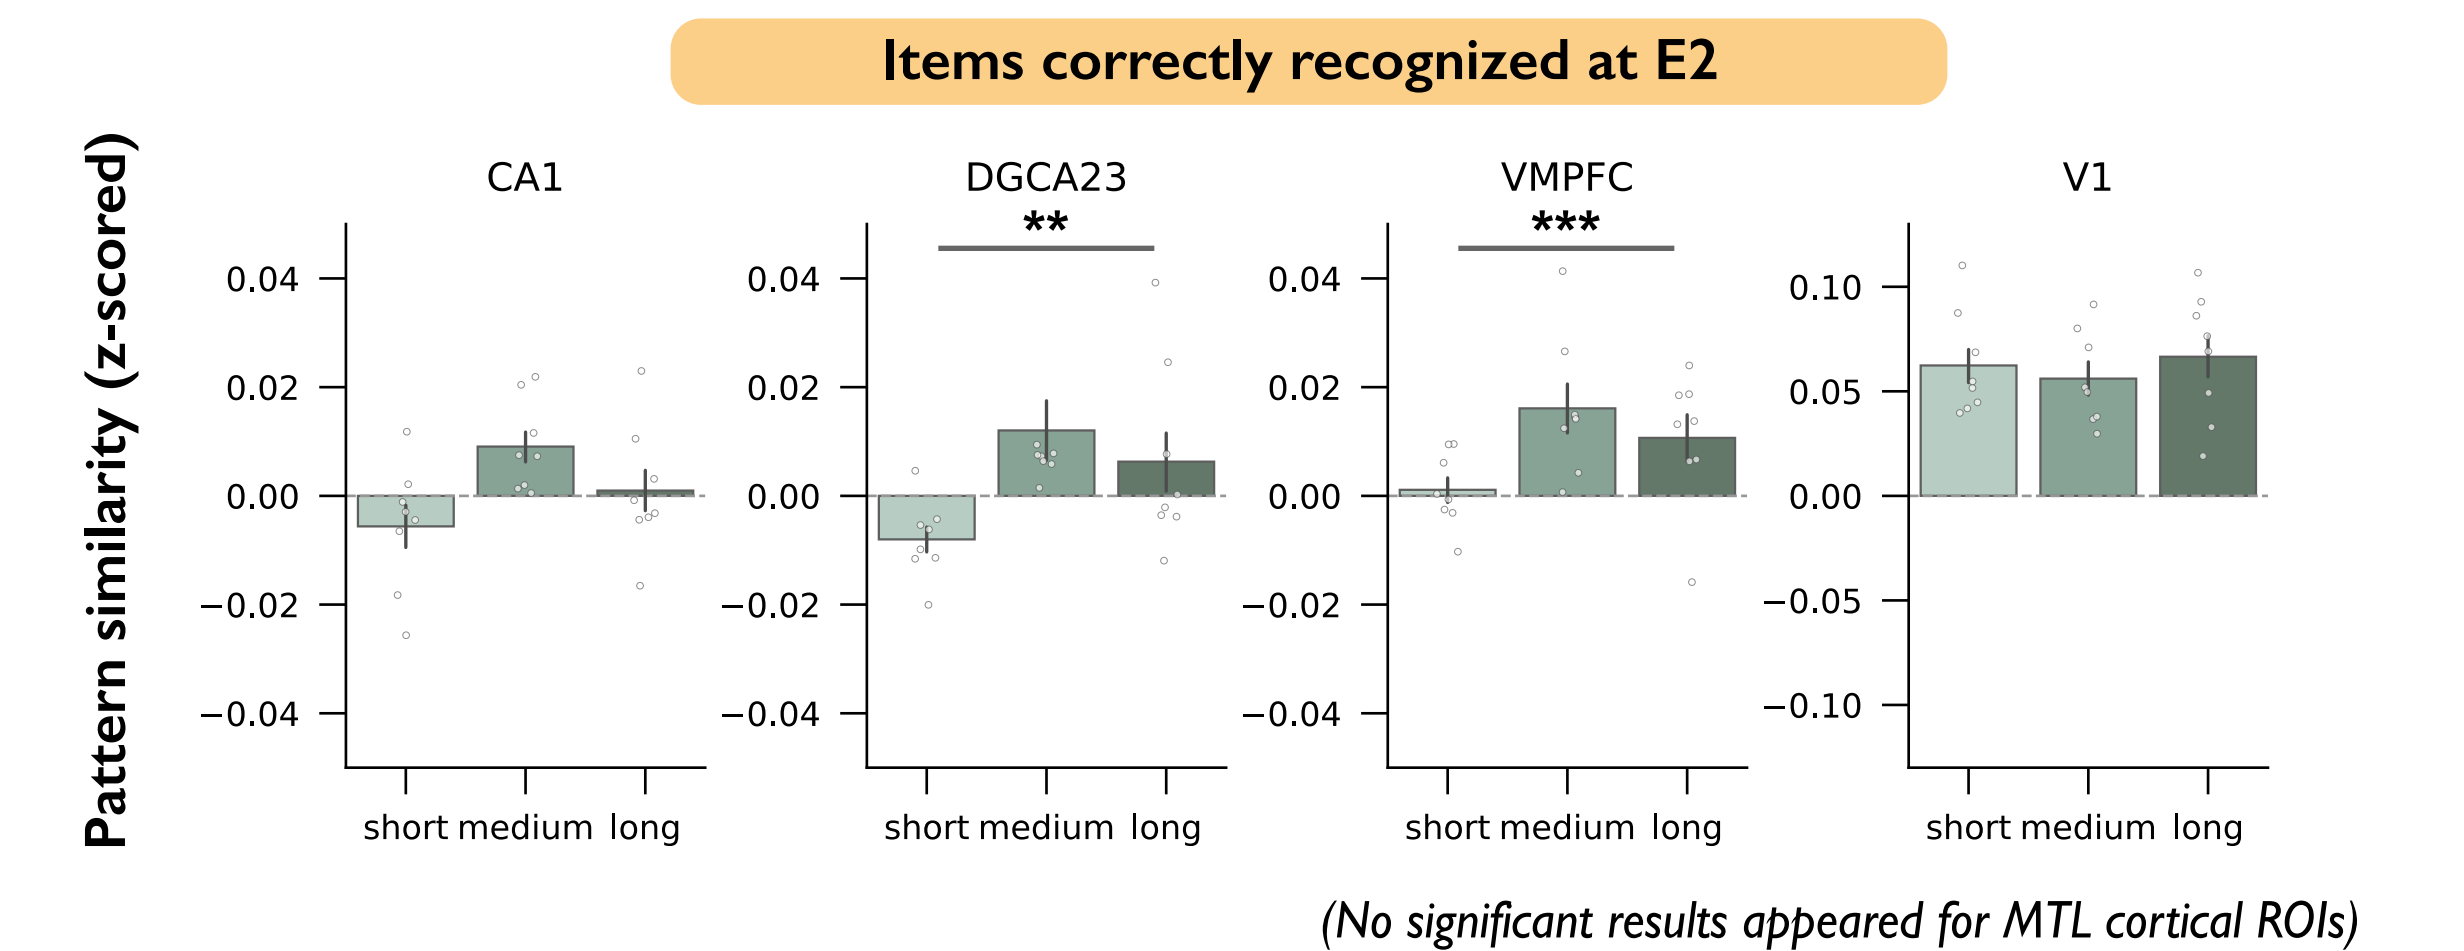 Items correctly recognized at E2
Pattern similarity (z-scored)
CA1
0.04
0.02
0.00
−0.02
−0.04
short medium long
DGCA23
**
0.04
0.02
0.00
−0.02
−0.04
short medium long
VMPFC
***
0.04
0.02
0.00
−0.02
−0.04
short medium long
V1
0.10
0.05
0.00
−0.05
−0.10
short medium long
(No significant results appeared for MTL cortical ROIs)